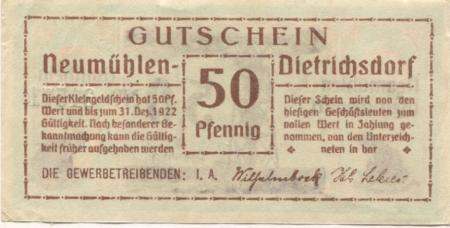 GUTSCHEIN
Neumühlen-
50
Pfennig
Dietrichsdorf
Dieser Kleingeldschein hat 50 Pf.
Wert und bis zum 31. Dez. 1922
Gültigkeit. Nach besonderer Be-
kanntmachung kann die Gültig-
keit früher aufgehoben werden
Dieser Schein wird von den
hiesigen Geschäftsleuten zum
vollen Wert in Zahlung ge-
nommen, von den Unterzeich-
neten in bar
DIE GEWERBETREIBENDEN: I. A.